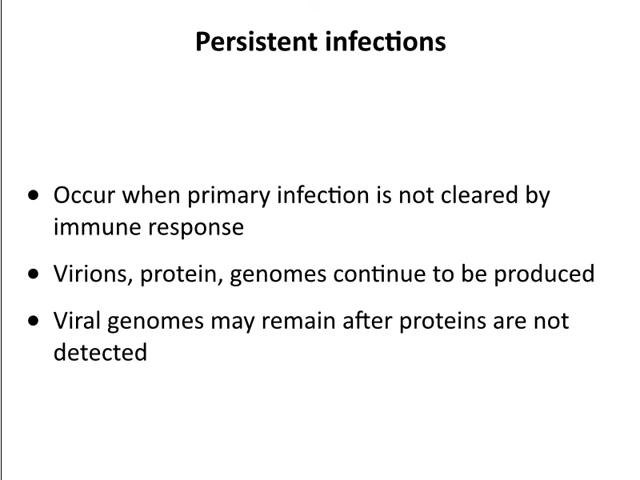 Persistent infections
• Occur when primary infection is not cleared by
immune response
• Virions, protein, genomes continue to be produced
• Viral genomes may remain after proteins are not
detected